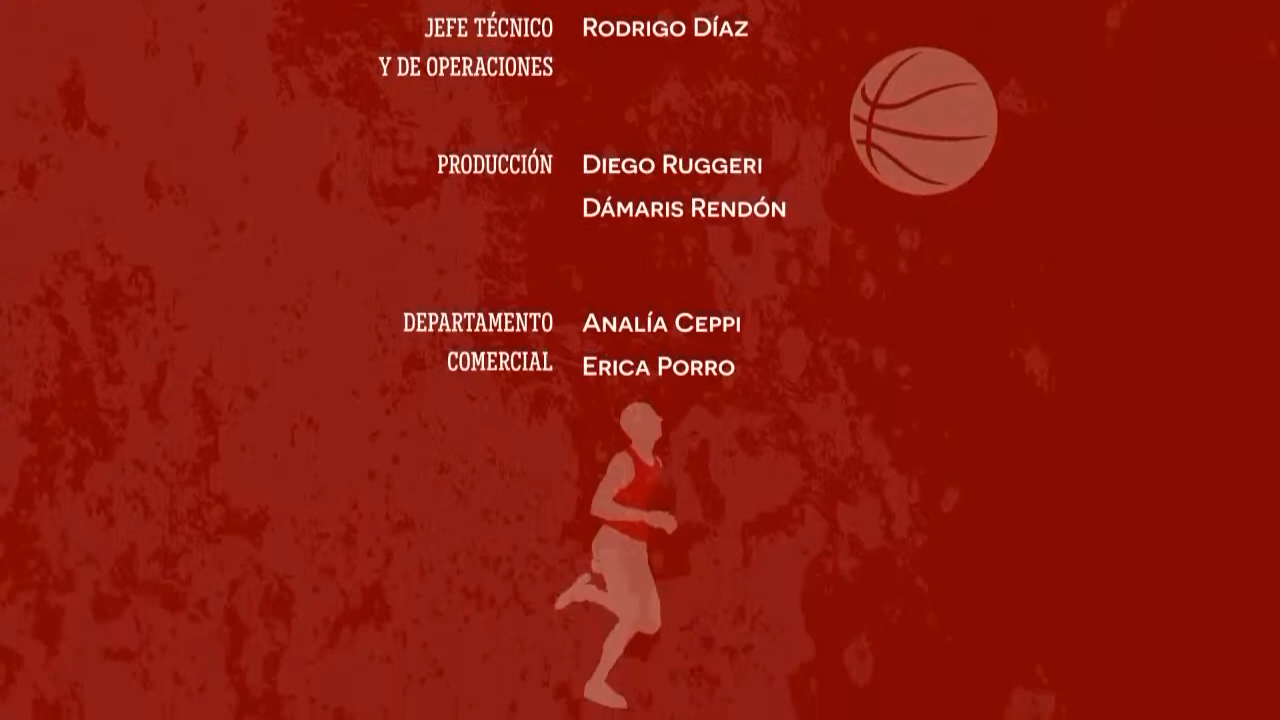 JEFE TÉCNICO RODRIGO DÍAZ
Y DE OPERACIONES
PRODUCCIÓN DIEGO RUGGERI
DÁMARIS RENDÓN
DEPARTAMENTO ANALÍA CEPPI
COMERCIAL ERICA PORRO